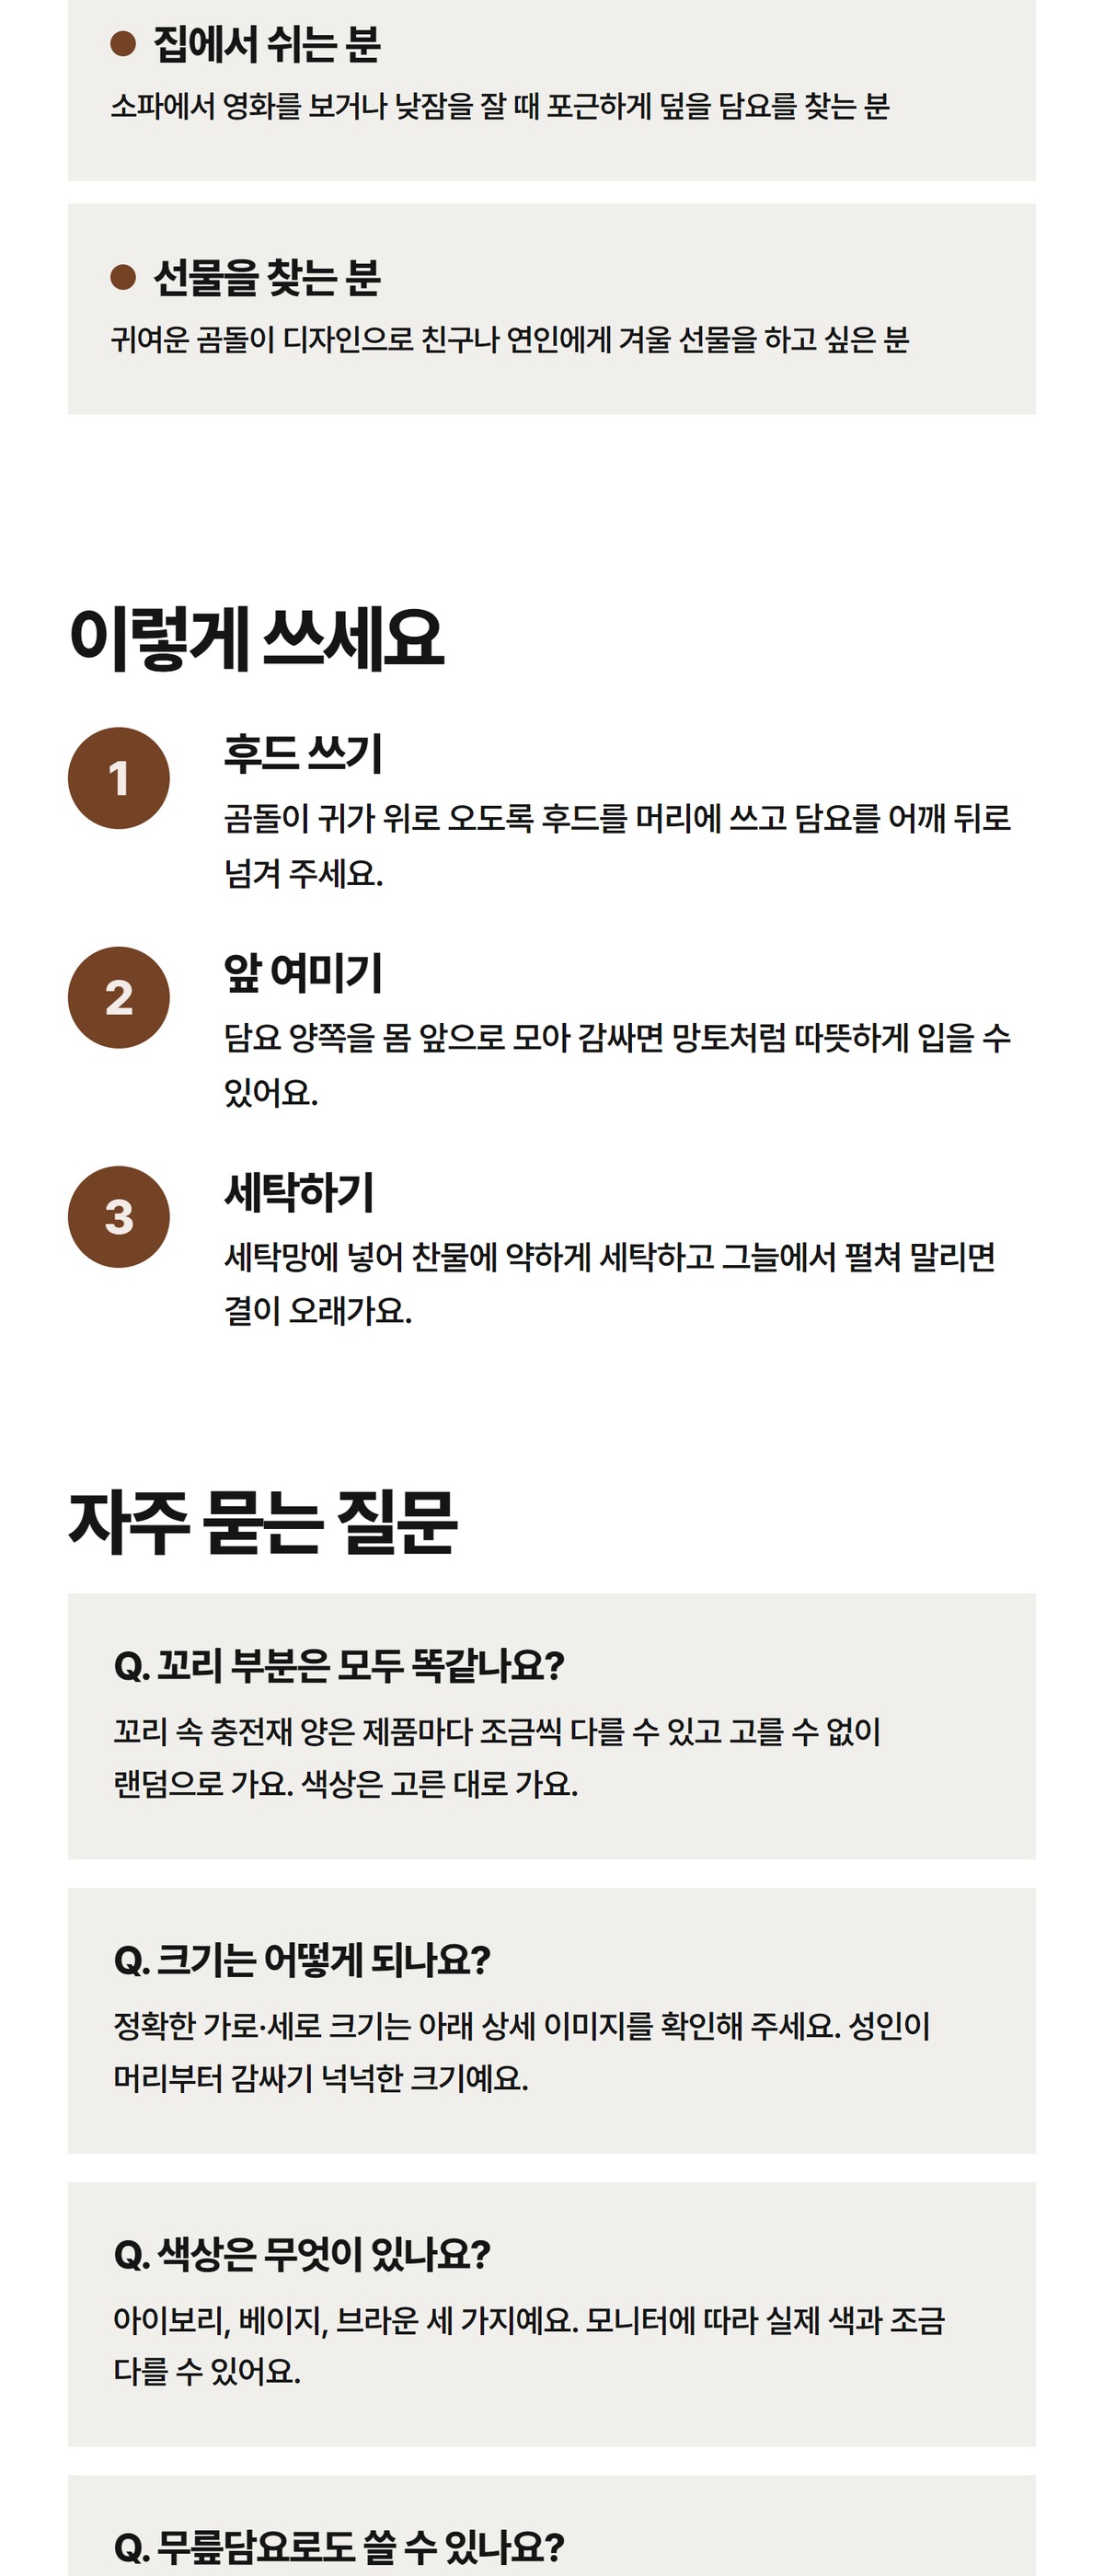 집에서 쉬는 분
소파에서 영화를 보거나 낮잠을 잘 때 포근하게 덮을 담요를 찾는 분
선물을 찾는 분
귀여운 곰돌이 디자인으로 친구나 연인에게 겨울 선물을 하고 싶은 분
이렇게 쓰세요
1
후드 쓰기
곰돌이 귀가 위로 오도록 후드를 머리에 쓰고 담요를 어깨 뒤로
넘겨 주세요.
2
앞 여미기
담요 양쪽을 몸 앞으로 모아 감싸면 망토처럼 따뜻하게 입을 수
있어요.
3
세탁하기
세탁망에 넣어 찬물에 약하게 세탁하고 그늘에서 펼쳐 말리면
결이 오래가요.
자주 묻는 질문
Q. 꼬리 부분은 모두 똑같나요?
꼬리 속 충전재 양은 제품마다 조금씩 다를 수 있고 고를 수 없이
랜덤으로 가요. 색상은 고른 대로 가요.
Q. 크기는 어떻게 되나요?
정확한 가로·세로 크기는 아래 상세 이미지를 확인해 주세요. 성인이
머리부터 감싸기 넉넉한 크기예요.
Q. 색상은 무엇이 있나요?
아이보리, 베이지, 브라운 세 가지예요. 모니터에 따라 실제 색과 조금
다를 수 있어요.
Q. 무릎담요로도 쓸 수 있나요?